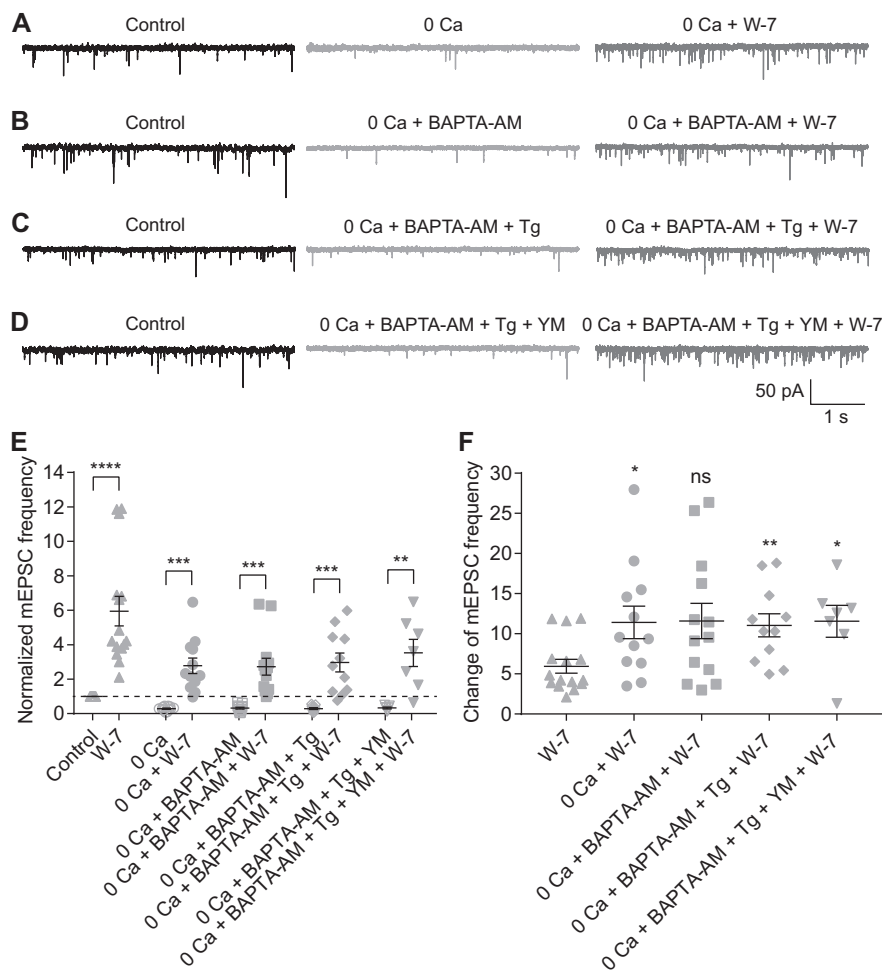 A
Control
0 Ca
0 Ca + W-7
B
Control
0 Ca + BAPTA-AM
0 Ca + BAPTA-AM + W-7
C
Control
0 Ca + BAPTA-AM + Tg
0 Ca + BAPTA-AM + Tg + W-7
D
Control
0 Ca + BAPTA-AM + Tg + YM
0 Ca + BAPTA-AM + Tg + YM + W-7
50 pA
1 s
E
Normalized mEPSC frequency
14
12
10
8
6
4
2
0
****
***
***
***
**
Control
W-7
0 Ca
0 Ca + W-7
0 Ca + BAPTA-AM
0 Ca + BAPTA-AM + W-7
0 Ca + BAPTA-AM + Tg
0 Ca + BAPTA-AM + Tg + W-7
0 Ca + BAPTA-AM + Tg + YM
0 Ca + BAPTA-AM + Tg + YM + W-7
F
Change of mEPSC frequency
30
25
20
15
10
5
0
*
ns
**
*
W-7
0 Ca + W-7
0 Ca + BAPTA-AM + W-7
0 Ca + BAPTA-AM + Tg + W-7
0 Ca + BAPTA-AM + Tg + YM + W-7